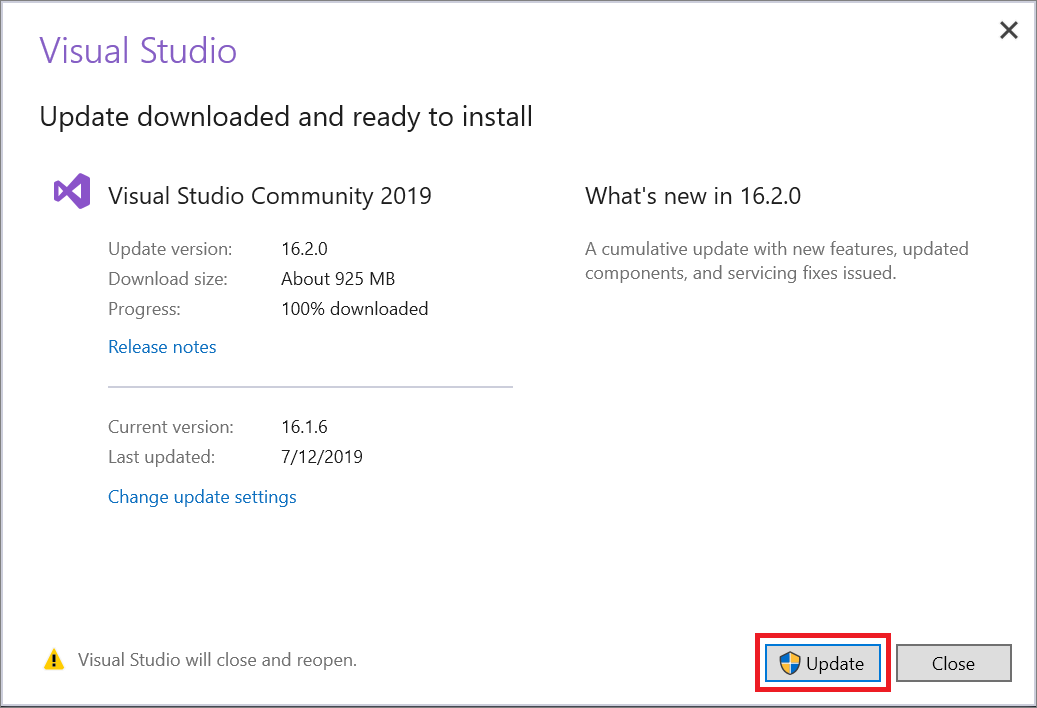 Visual Studio
Update downloaded and ready to install
Visual Studio Community 2019
Update version: 16.2.0
Download size: About 925 MB
Progress: 100% downloaded
Release notes
Current version: 16.1.6
Last updated: 7/12/2019
Change update settings
What's new in 16.2.0
A cumulative update with new features, updated
components, and servicing fixes issued.
Visual Studio will close and reopen.
Update
Close